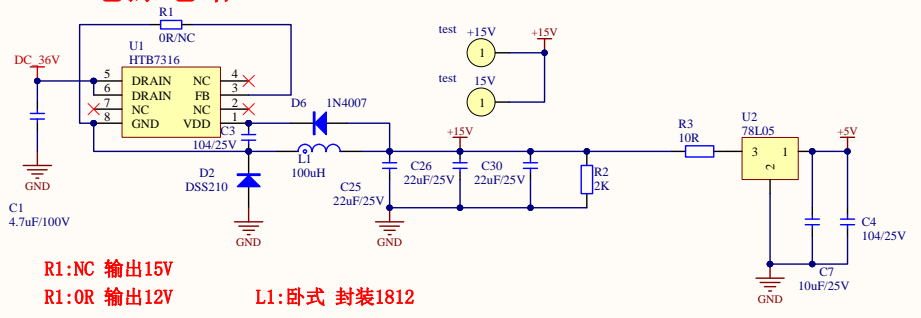 R1
0R/NC
DC_36V
U1
HTB7316
5 DRAIN NC 4
6 DRAIN FB 3
7 NC NC 2
8 GND VDD 1
C3
104/25V
GND
C1
4.7uF/100V
D2
DSS210
GND
D6 1N4007
L1
100uH
test +15V
1
+15V
test 15V
1
+15V
C25
22uF/25V
C26
22uF/25V
C30
22uF/25V
R2
2K
GND
R3
10R
U2
78L05
3 1
2
+5V
C4
104/25V
C7
10uF/25V
GND
R1:NC 输出15V
R1:0R 输出12V
L1:卧式 封装1812